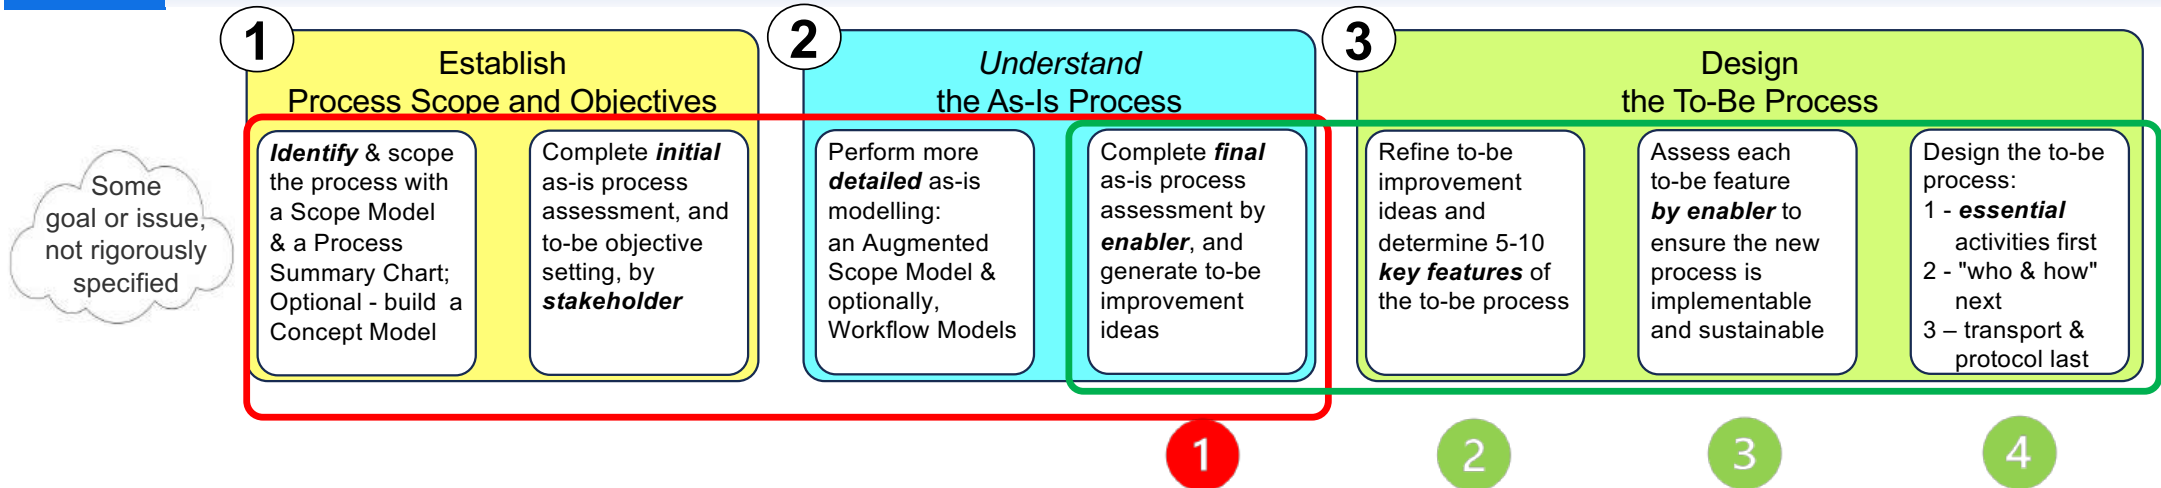 1
Establish
Process Scope and Objectives
2
Understand
the As-Is Process
3
Design
the To-Be Process
Some
goal or issue,
not rigorously
specified
Identify & scope
the process with
a Scope Model
& a Process
Summary Chart;
Optional - build a
Concept Model
Complete initial
as-is process
assessment, and
to-be objective
setting, by
stakeholder
Perform more
detailed as-is
modelling:
an Augmented
Scope Model &
optionally,
Workflow Models
Complete final
as-is process
assessment by
enabler, and
generate to-be
improvement
ideas
Refine to-be
improvement
ideas and
determine 5-10
key features of
the to-be process
Assess each
to-be feature
by enabler to
ensure the new
process is
implementable
and sustainable
Design the to-be
process:
1 - essential
activities first
2 - "who & how"
next
3 – transport &
protocol last
1
2
3
4